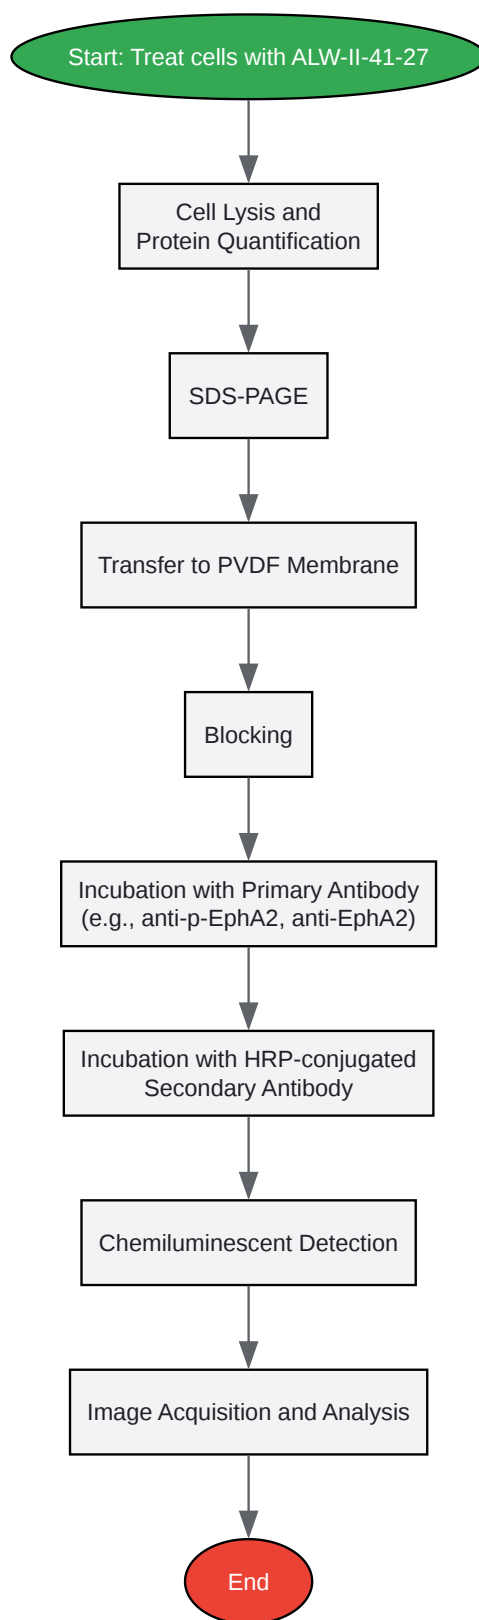 Start: Treat cells with ALW-II-41-27
Cell Lysis and
Protein Quantification
SDS-PAGE
Transfer to PVDF Membrane
Blocking
Incubation with Primary Antibody
(e.g., anti-p-EphA2, anti-EphA2)
Incubation with HRP-conjugated
Secondary Antibody
Chemiluminescent Detection
Image Acquisition and Analysis
End